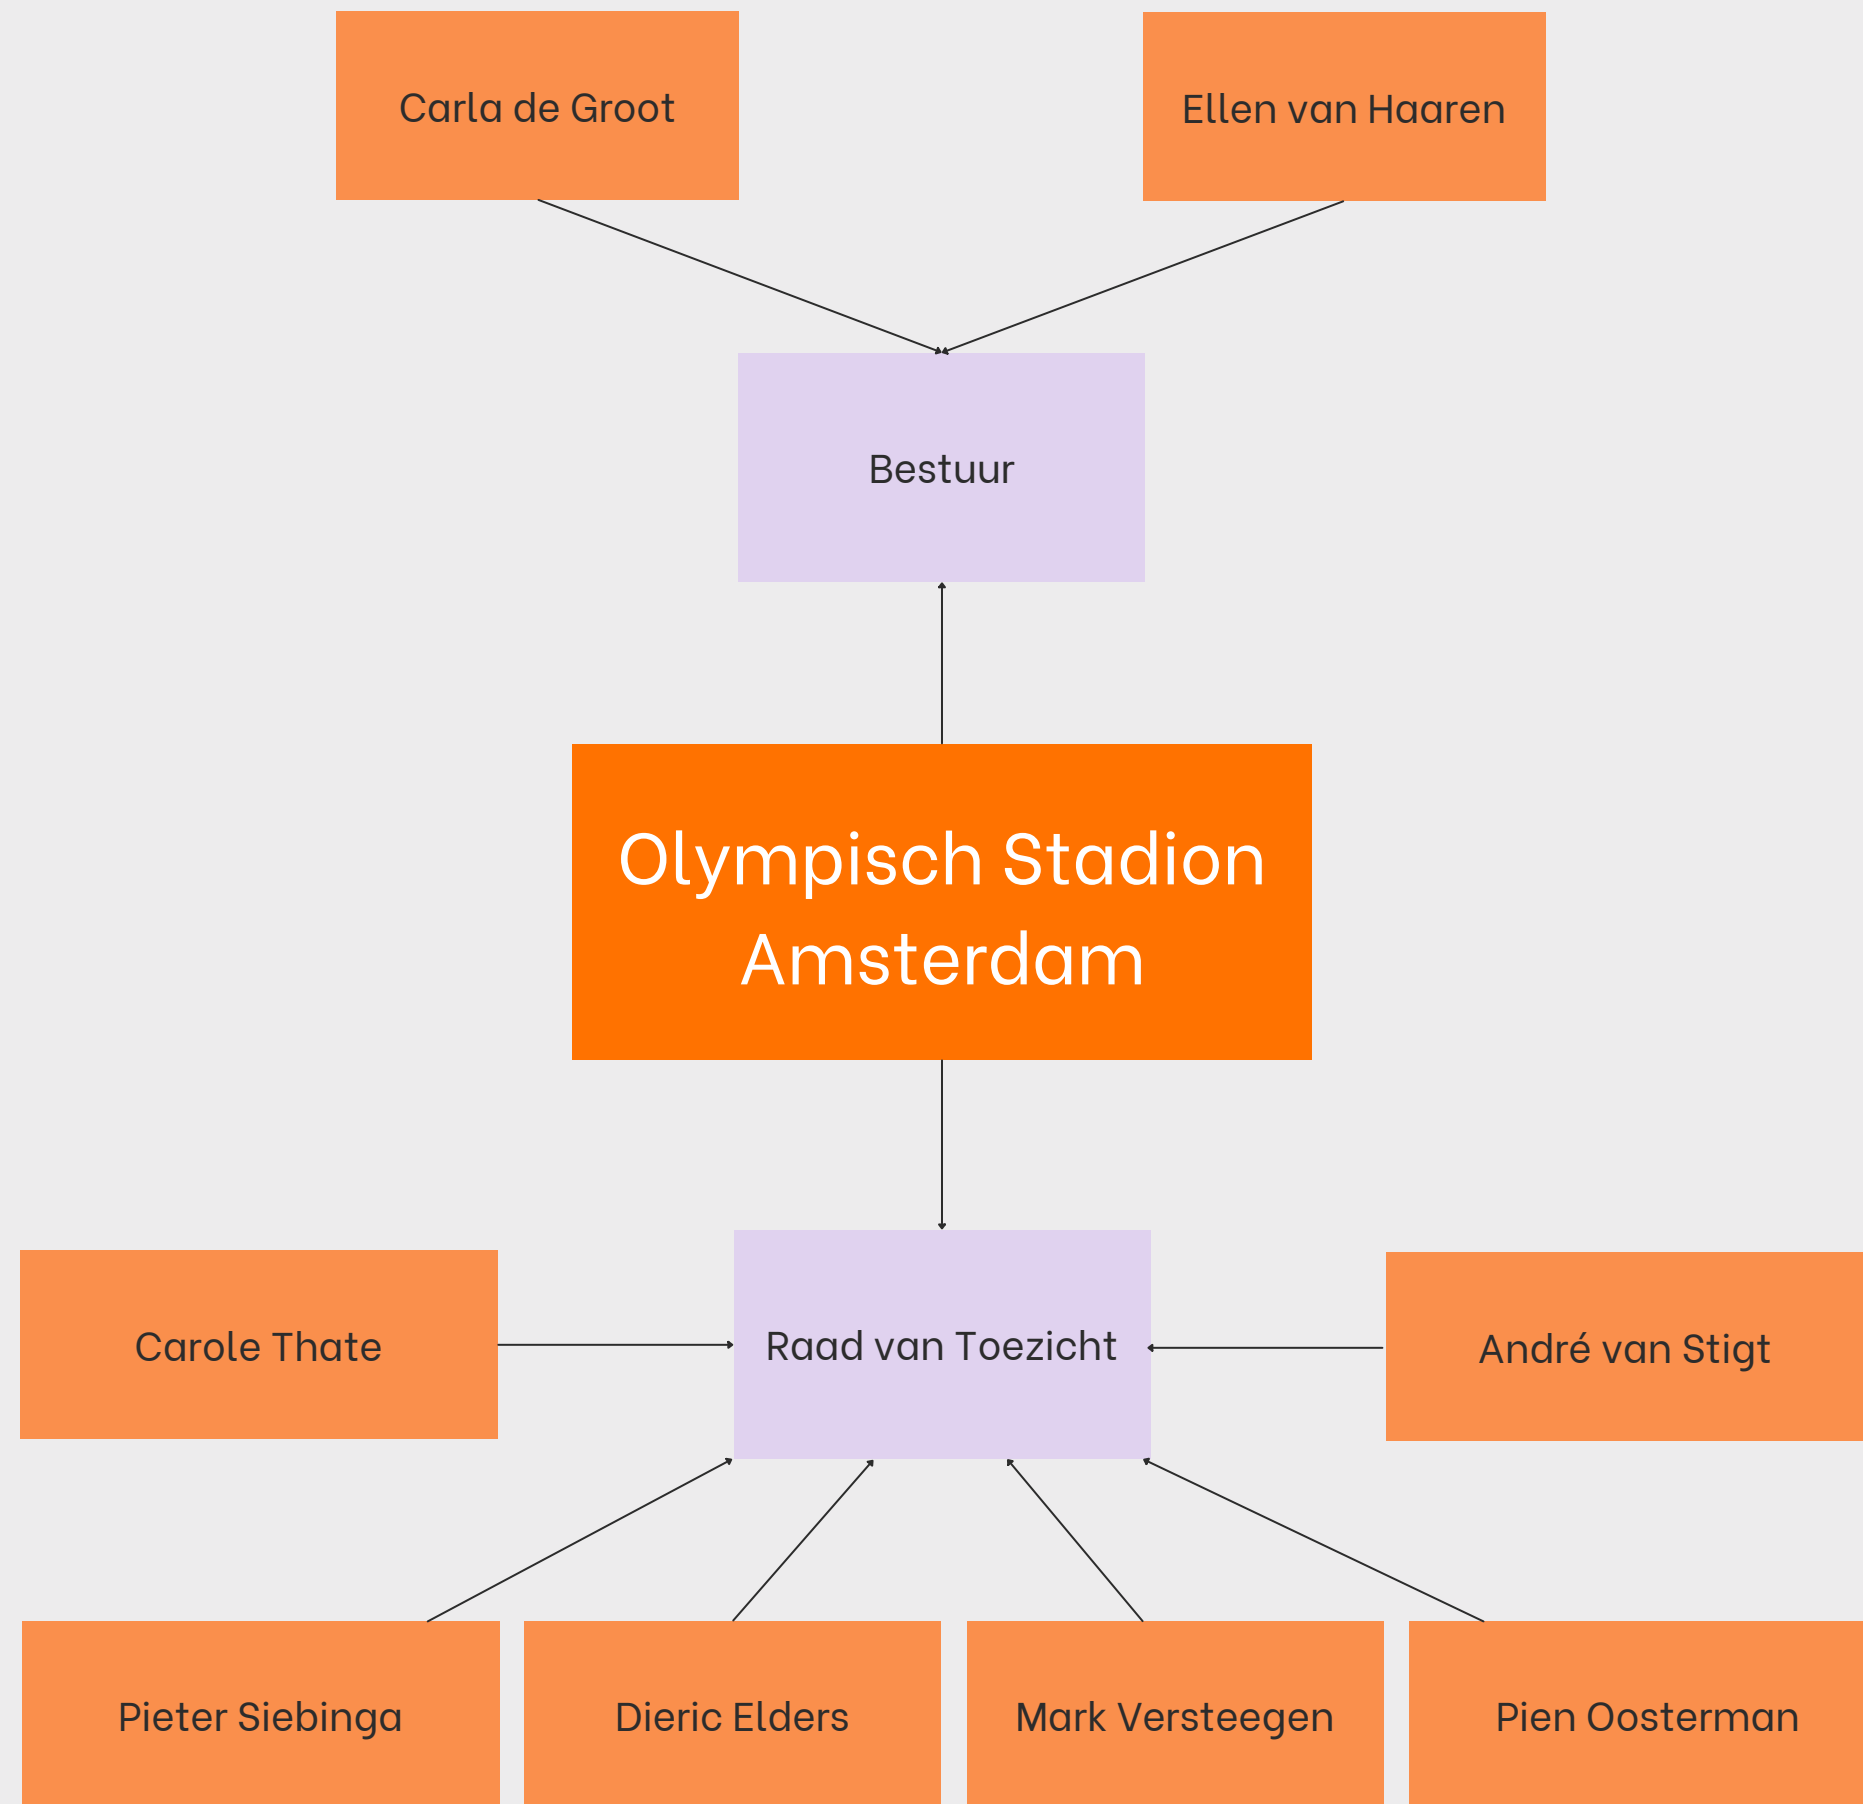 Carla de Groot
Ellen van Haaren
Bestuur
Olympisch Stadion
Amsterdam
Carole Thate
Raad van Toezicht
André van Stigt
Pieter Siebinga
Dieric Elders
Mark Versteegen
Pien Oosterman